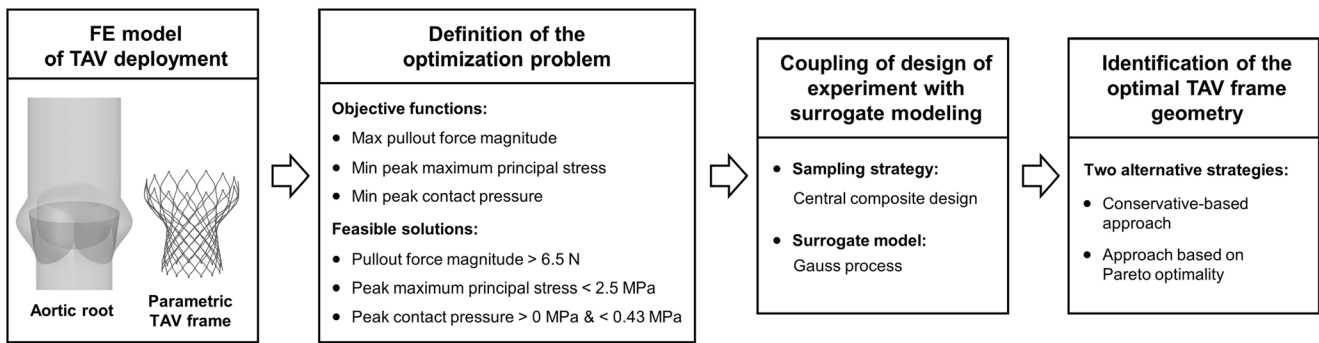 FE model
of TAV deployment
Aortic root
Parametric
TAV frame
Definition of the
optimization problem
Objective functions:
• Max pullout force magnitude
• Min peak maximum principal stress
• Min peak contact pressure
Feasible solutions:
• Pullout force magnitude > 6.5 N
• Peak maximum principal stress < 2.5 MPa
• Peak contact pressure > 0 MPa & < 0.43 MPa
Coupling of design of
experiment with
surrogate modeling
• Sampling strategy:
Central composite design
• Surrogate model:
Gauss process
Identification of the
optimal TAV frame
geometry
Two alternative strategies:
• Conservative-based
approach
• Approach based on
Pareto optimality